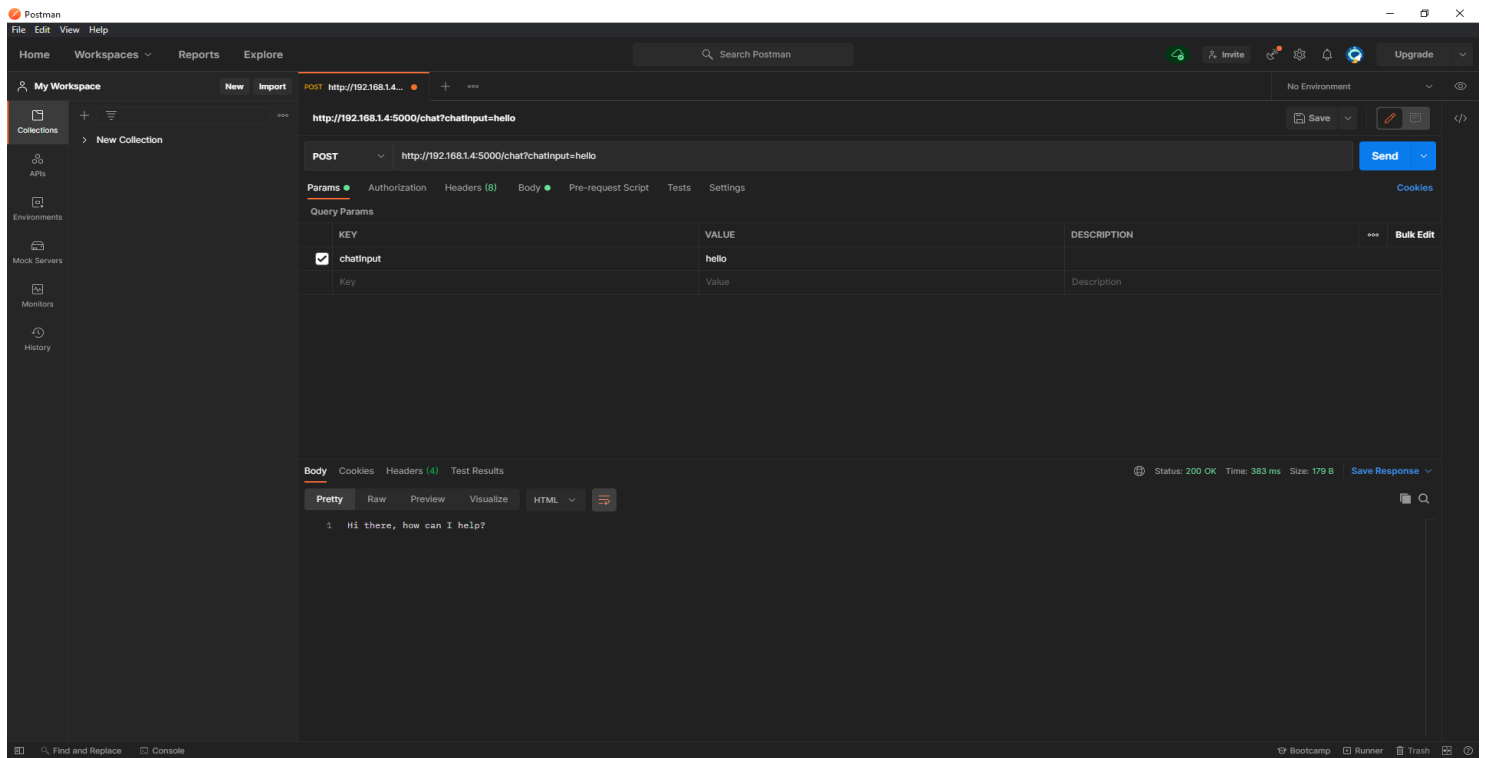 Postman
File Edit View Help
Home Workspaces Reports Explore Search Postman Invite Upgrade
My Workspace New Import POST http://192.168.1.4... No Environment
Collections
New Collection
http://192.168.1.4:5000/chat?chatInput=hello Save
POST http://192.168.1.4:5000/chat?chatInput=hello Send
APIs
Params Authorization Headers (8) Body Pre-request Script Tests Settings Cookies
Environments
Query Params
KEY VALUE DESCRIPTION Bulk Edit
Mock Servers
chatInput hello
Key Value Description
Monitors
History
Body Cookies Headers (4) Test Results Status: 200 OK Time: 383 ms Size: 179 B Save Response
Pretty Raw Preview Visualize HTML
1 Hi there, how can I help?
Find and Replace Console Bootcamp Runner Trash